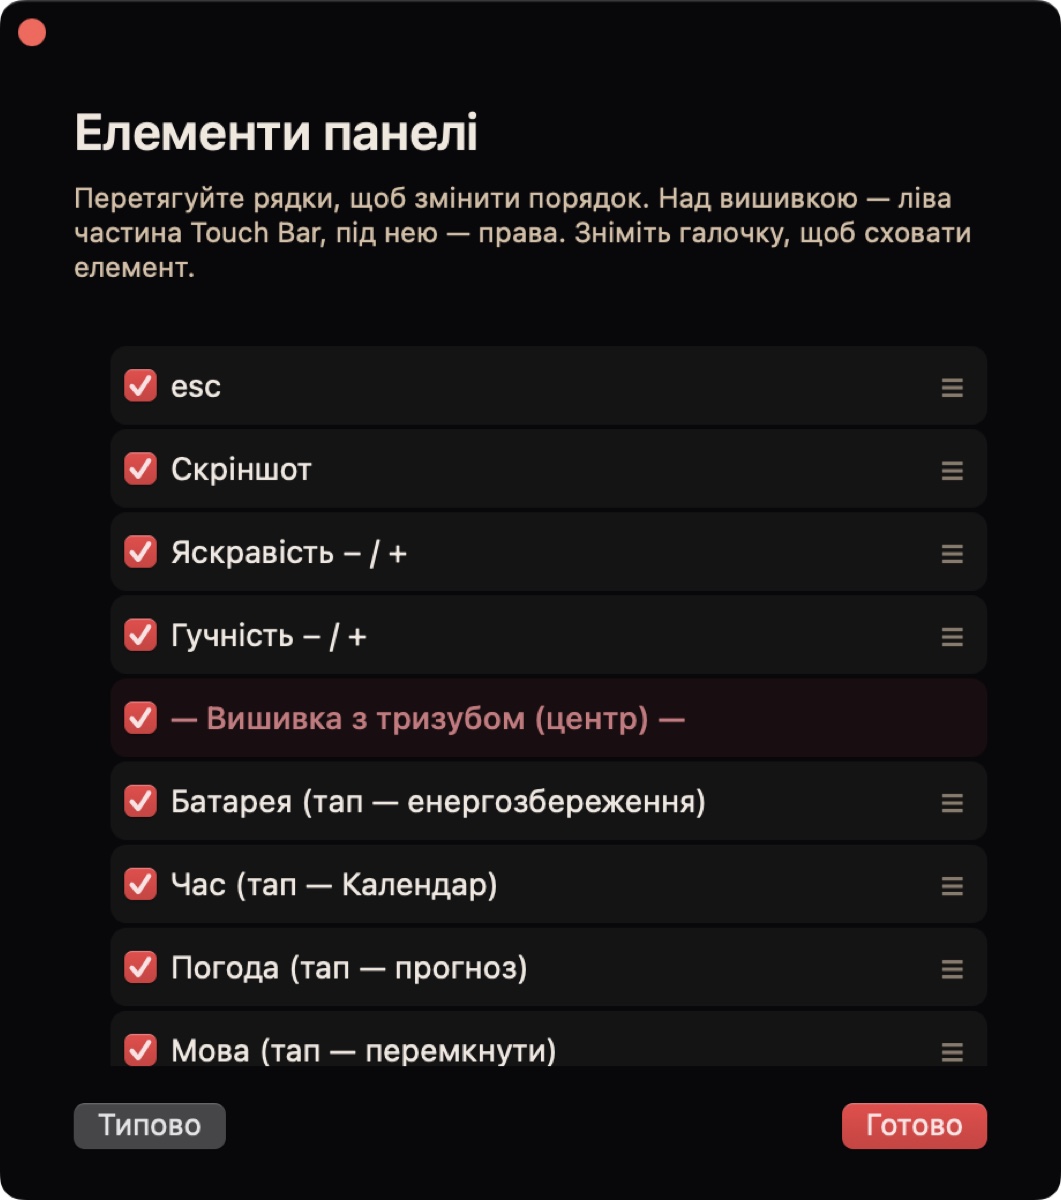 Елементи панелі
Перетягуйте рядки, щоб змінити порядок. Над вишивкою — ліва
частина Touch Bar, під нею — права. Зніміть галочку, щоб сховати
елемент.
esc
Скріншот
Яскравість – / +
Гучність – / +
— Вишивка з тризубом (центр) —
Батарея (тап — енергозбереження)
Час (тап — Календар)
Погода (тап — прогноз)
Мова (тап — перемкнути)
Типово
Готово